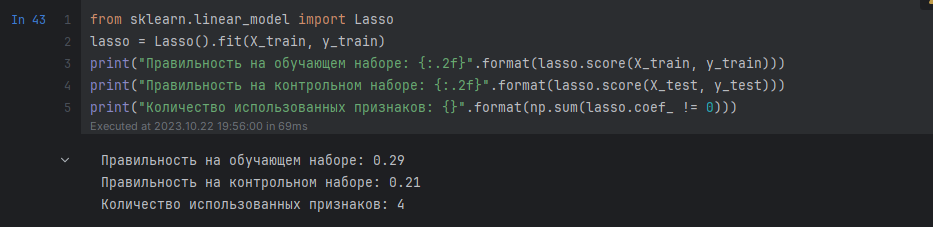 In 43
1 from sklearn.linear_model import Lasso
2 lasso = Lasso().fit(X_train, y_train)
3 print("Правильность на обучающем наборе: {:.2f}".format(lasso.score(X_train, y_train)))
4 print("Правильность на контрольном наборе: {:.2f}".format(lasso.score(X_test, y_test)))
5 print("Количество использованных признаков: {}".format(np.sum(lasso.coef_ != 0)))
Executed at 2023.10.22 19:56:00 in 69ms
Правильность на обучающем наборе: 0.29
Правильность на контрольном наборе: 0.21
Количество использованных признаков: 4